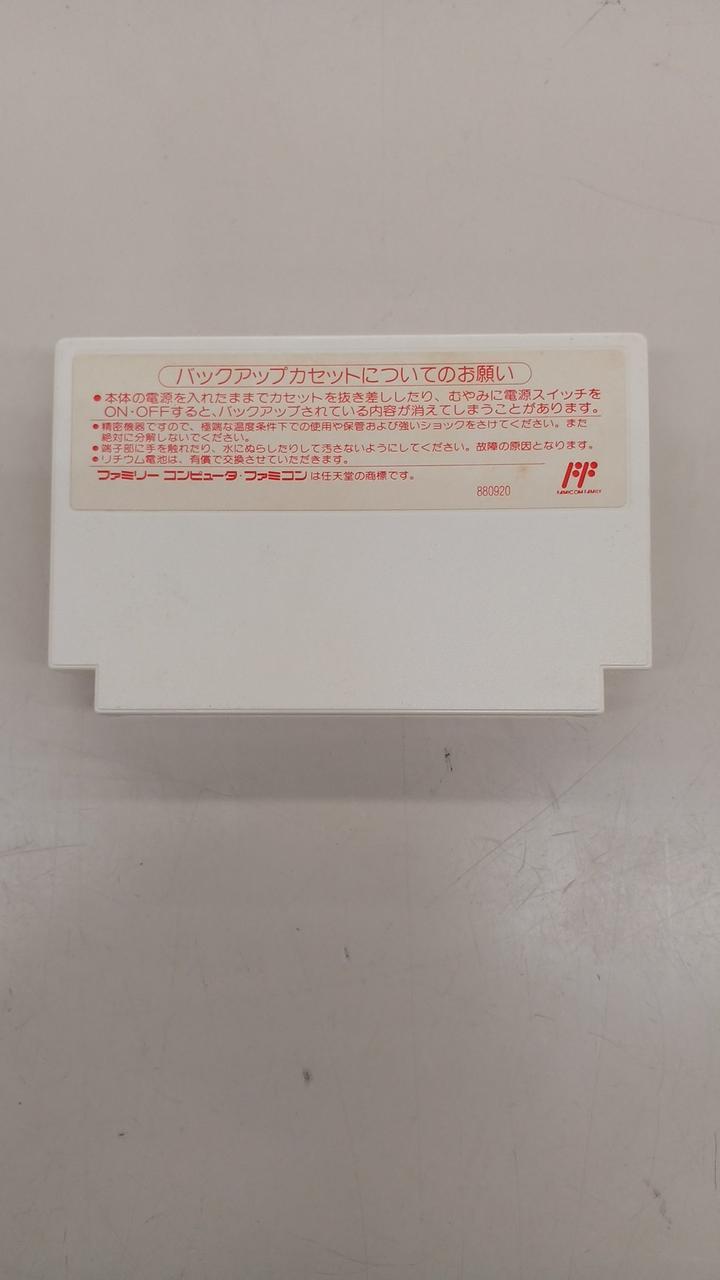 バックアップカセットについてのお願い
●本体の電源を入れたままでカセットを抜き差ししたり、むやみに電源スイッチを
ON・OFFすると、バックアップされている内容が消えてしまうことがあります。
●精密機器ですので、極端な温度条件下での使用や保管および強いショックをさけてください。また
絶対に分解しないでください。
●端子部に手を触れたり、水にぬらしたりして汚さないようにしてください。故障の原因となります。
●リチウム電池は、有償で交換させていただきます。
ファミリー コンピュータ・ファミコンは任天堂の商標です。
880920
FAMICOM FAMILY